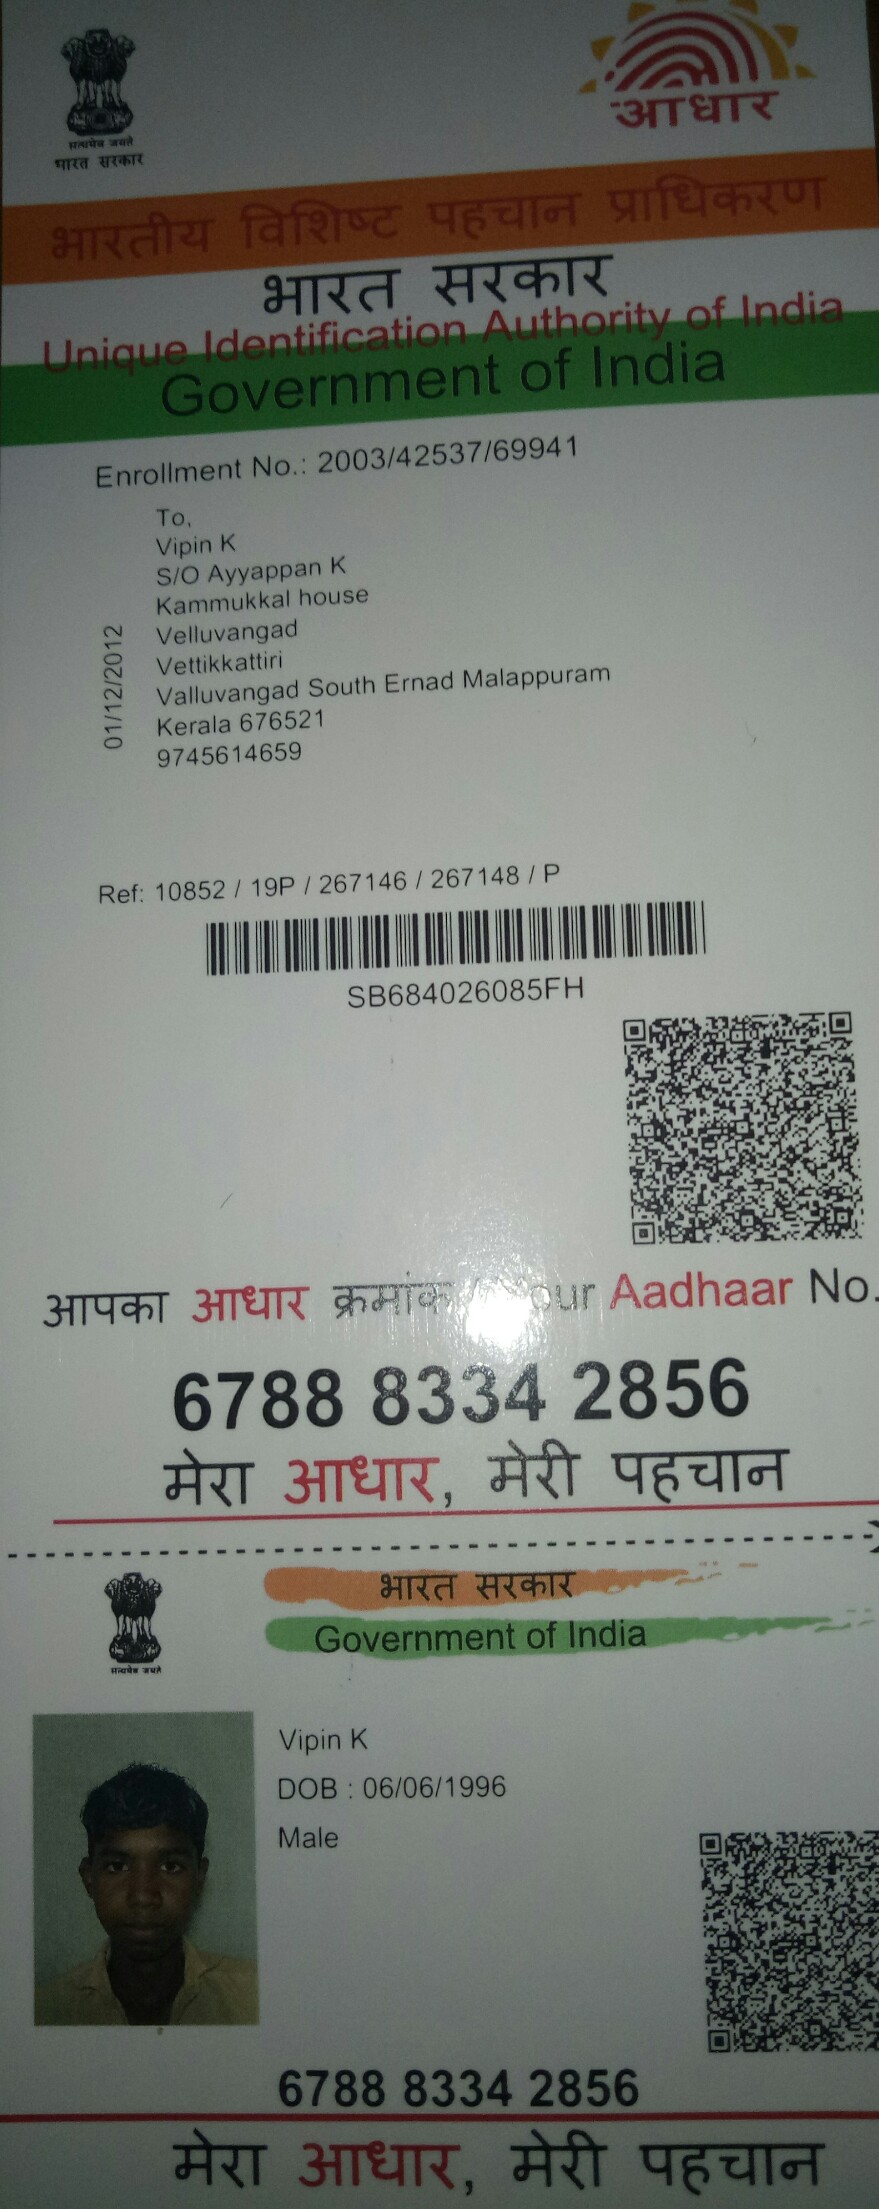 आधार
सत्यमेव जयते
भारत सरकार
भारतीय विशिष्ट पहचान प्राधिकरण
भारत सरकार
Unique Identification Authority of India
Government of India
Enrollment No.: 2003/42537/69941
To,
Vipin K
S/O Ayyappan K
Kammukkal house
Velluvangad
Vettikkattiri
Valluvangad South Ernad Malappuram
Kerala 676521
9745614659
01/12/2012
Ref: 10852 / 19P / 267146 / 267148 / P
SB684026085FH
आपका आधार क्रमांक / Your Aadhaar No.
6788 8334 2856
मेरा आधार, मेरी पहचान
भारत सरकार
Government of India
सत्यमेव जयते
Vipin K
DOB : 06/06/1996
Male
6788 8334 2856
मेरा आधार, मेरी पहचान